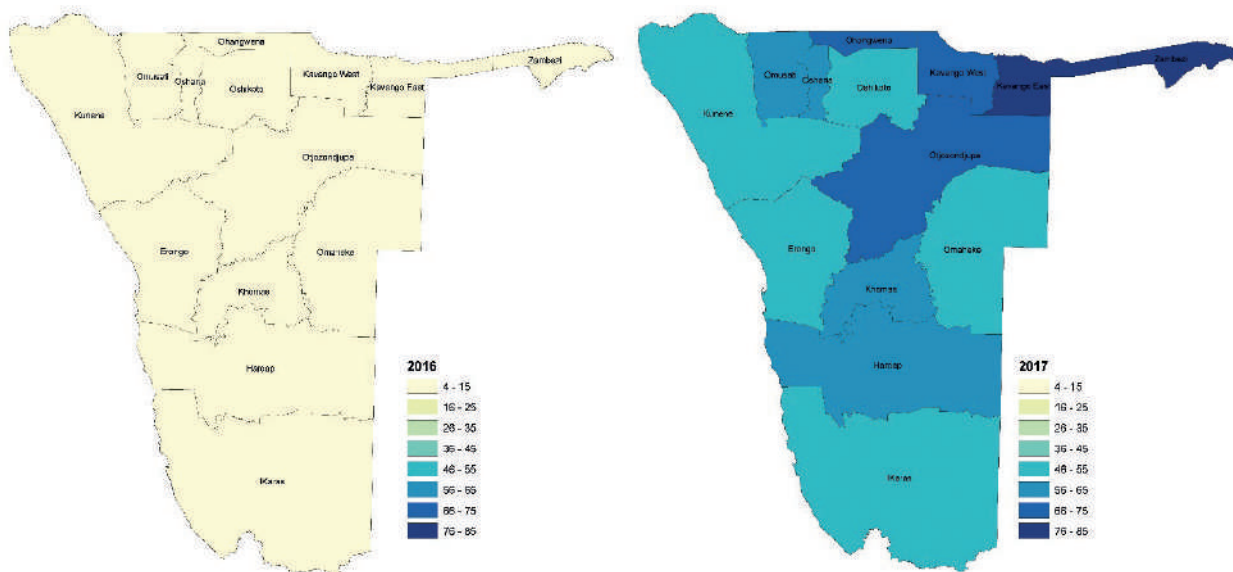 Ohangwena
Zambezi
Omusati
Oshana
Kavango West
Oshikoto
Kavango East
Kunene
Otjozondjupa
Erongo
Omaheke
Khomas
Hardap
!Karas
2016
4 - 15
16 - 25
26 - 35
36 - 45
46 - 55
56 - 65
66 - 75
76 - 85
Ohangwena
Zambezi
Omusati
Oshana
Kavango West
Oshikoto
Kavango East
Kunene
Otjozondjupa
Erongo
Omaheke
Khomas
Hardap
!Karas
2017
4 - 15
16 - 25
26 - 35
36 - 45
46 - 55
56 - 65
66 - 75
76 - 85